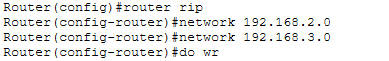 Router(config)#router rip
Router(config-router)#network 192.168.2.0
Router(config-router)#network 192.168.3.0
Router(config-router)#do wr